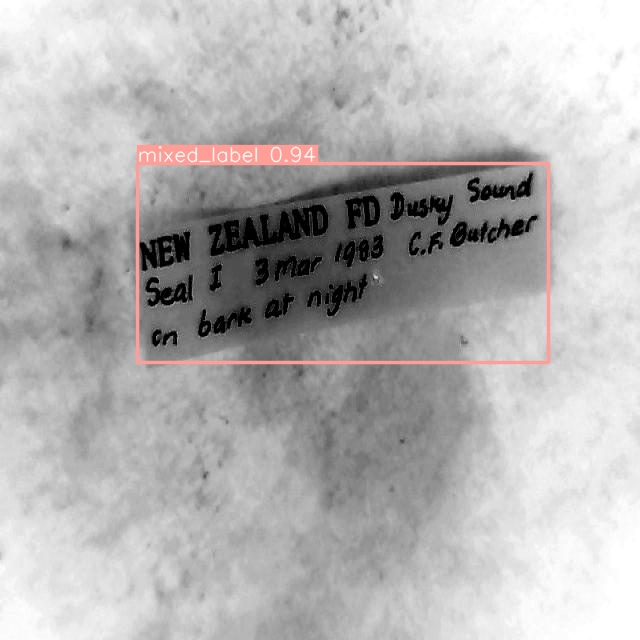 mixed_label 0.94
NEW ZEALAND FD Dusky Sound
Seal I 3 Mar 1983 C.F. Butcher
on bark at night